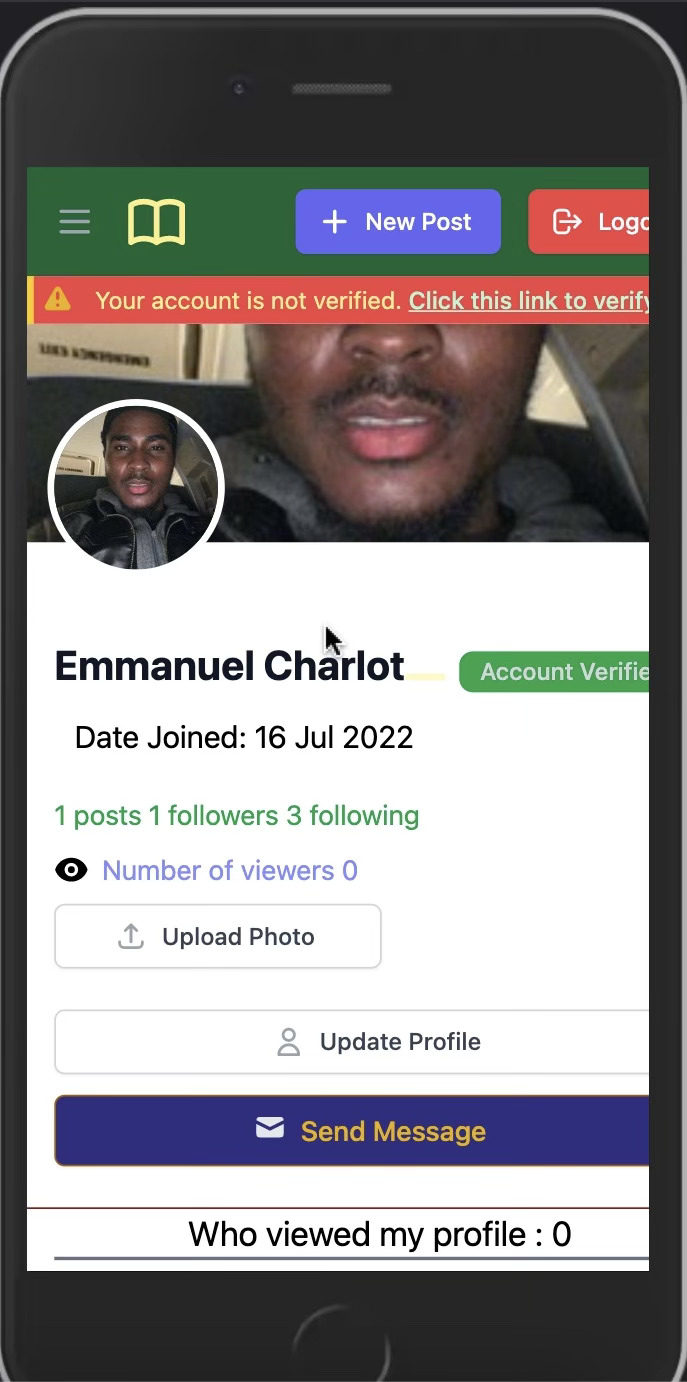 New Post
Logo
Your account is not verified. Click this link to verify
Emmanuel Charlot
Account Verifie
Date Joined: 16 Jul 2022
1 posts 1 followers 3 following
Number of viewers 0
Upload Photo
Update Profile
Send Message
Who viewed my profile : 0